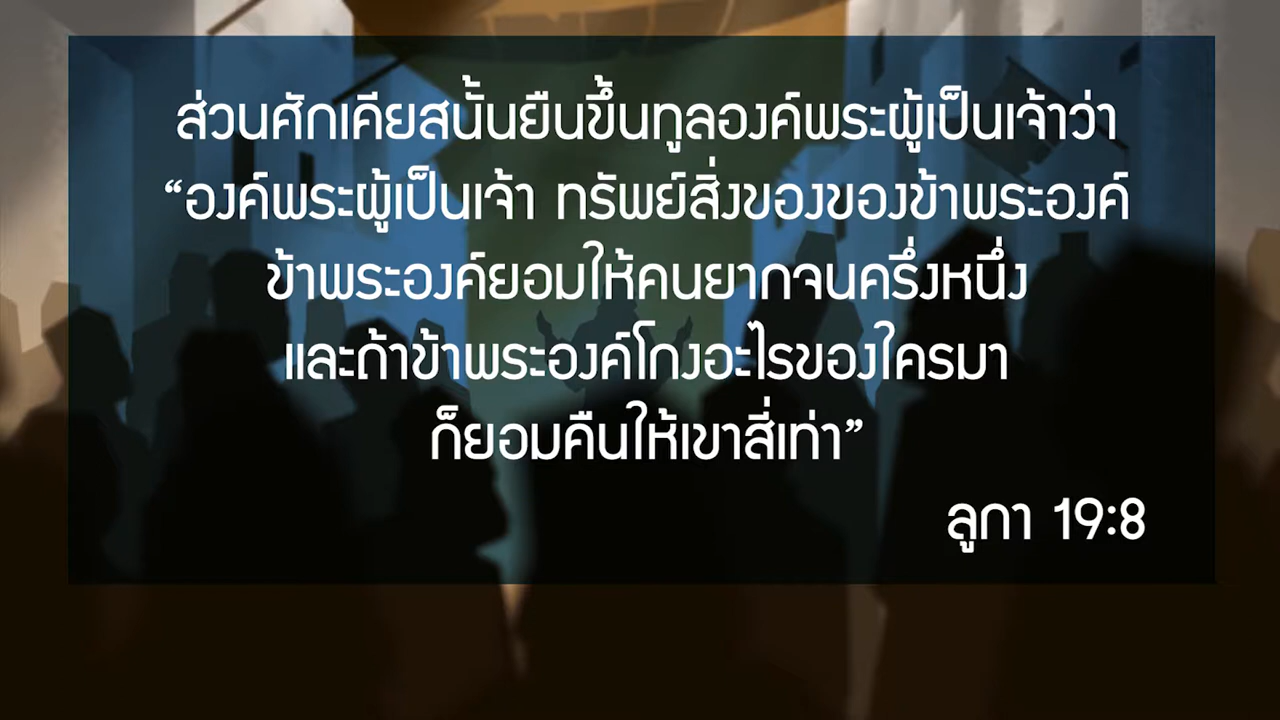 ส่วนศักเคียสนั้นยืนขึ้นทูลองค์พระผู้เป็นเจ้าว่า
“องค์พระผู้เป็นเจ้า ทรัพย์สิ่งของของข้าพระองค์
ข้าพระองค์ยอมให้คนยากจนครึ่งหนึ่ง
และถ้าข้าพระองค์โกงอะไรของใครมา
ก็ยอมคืนให้เขาสี่เท่า”
ลูกา 19:8